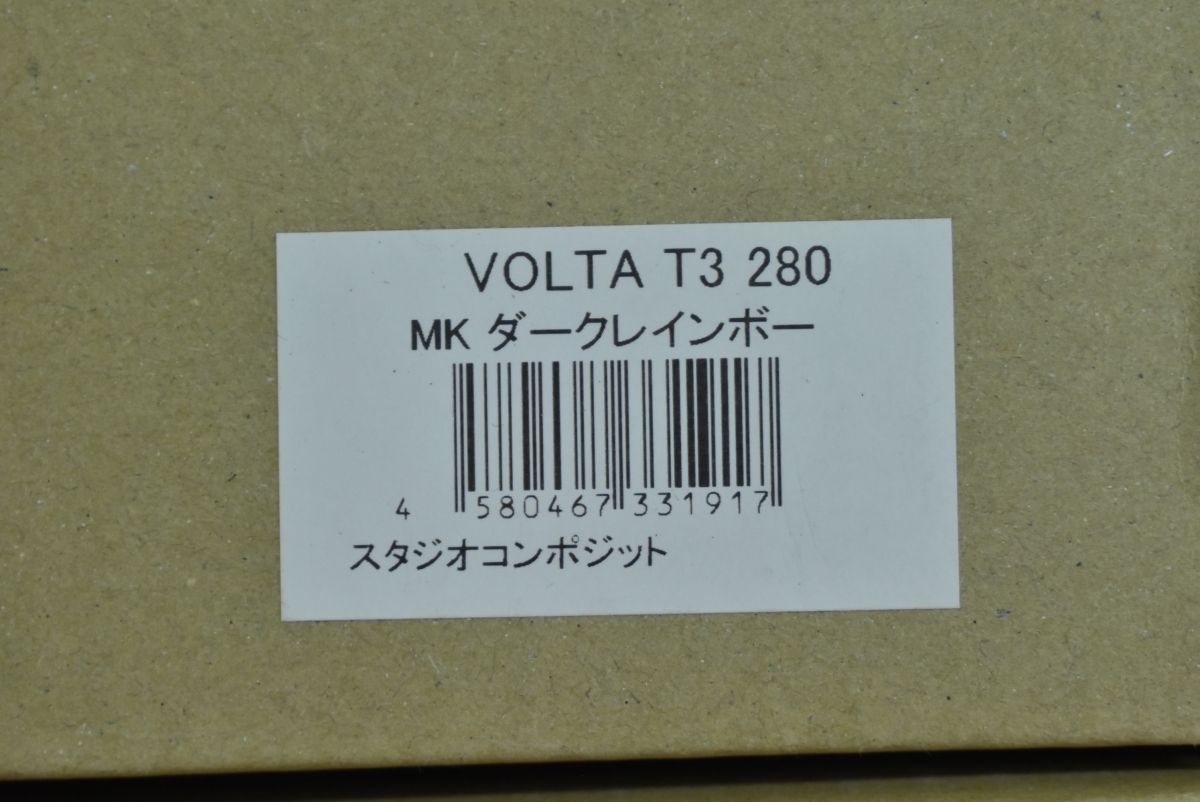 VOLTA T3 280
MK ダークレインボー
4 580467 331917
スタジオコンポジット